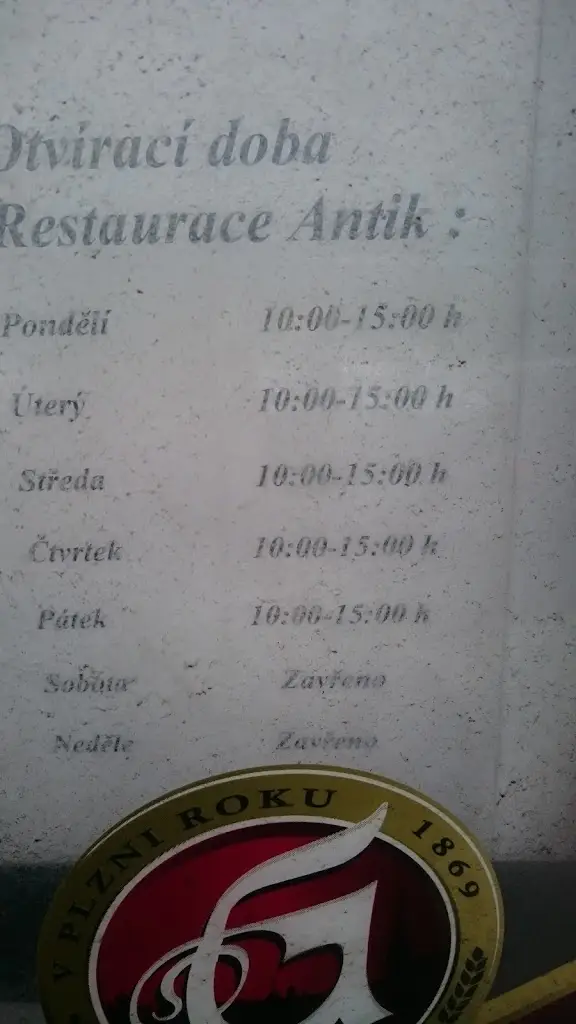 Otvírací doba
Restaurace Antik :
Pondělí 10:00-15:00 h
Úterý 10:00-15:00 h
Středa 10:00-15:00 h
Čtvrtek 10:00-15:00 h
Pátek 10:00-15:00 h
Sobota Zavřeno
Neděle Zavřeno
V PLZNI ROKU 1869